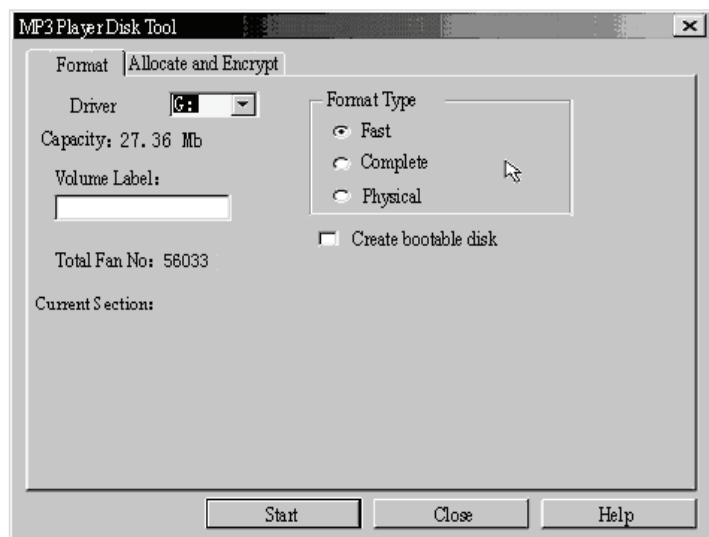 MP3 Player Disk Tool
Format
Allocate and Encrypt
Driver
G:
Capacity: 27.36 Mb
Volume Label:
Total Fan No: 56033
Current Section:
Format Type
Fast
Complete
Physical
Create bootable disk
Start
Close
Help